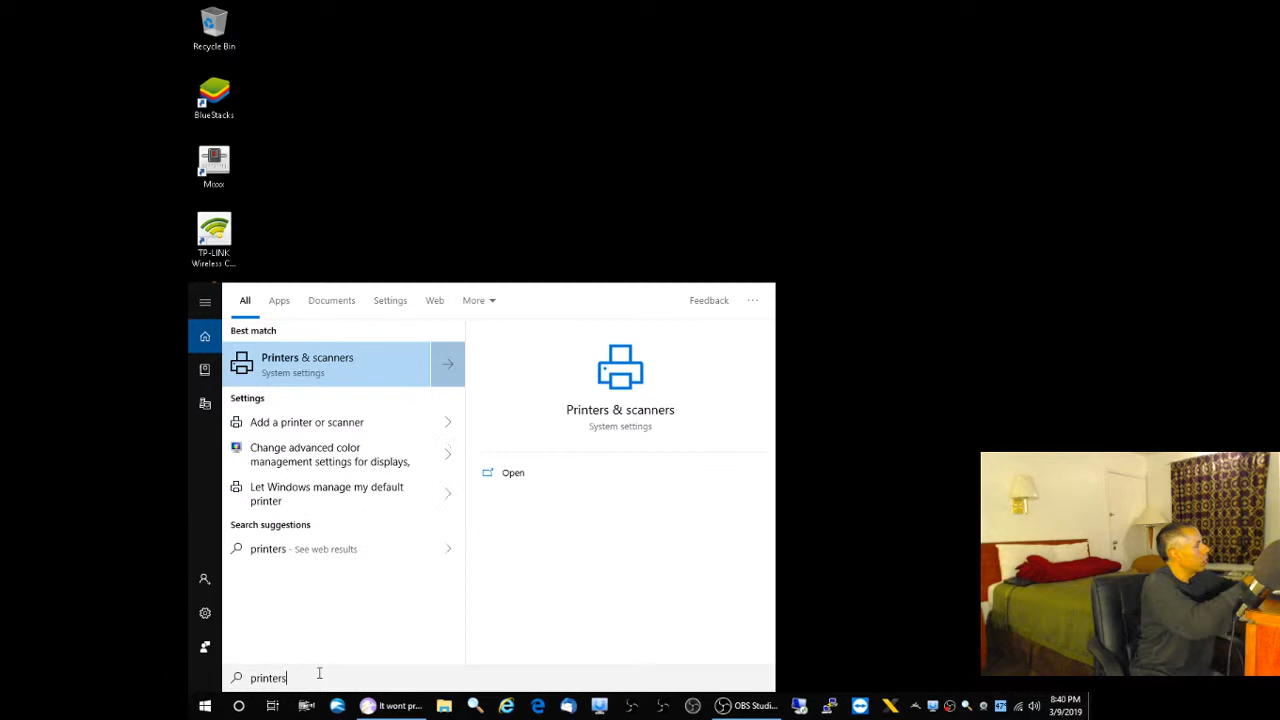 Recycle Bin
BlueStacks
Mixxx
TP-LINK
Wireless C...
All Apps Documents Settings Web More Feedback ...
Best match
Printers & scanners
System settings
Settings
Add a printer or scanner
Change advanced color
management settings for displays,
Let Windows manage my default
printer
Search suggestions
printers - See web results
Printers & scanners
System settings
Open
printers
It wont pr...
OBS Studi...
8:40 PM
3/9/2019